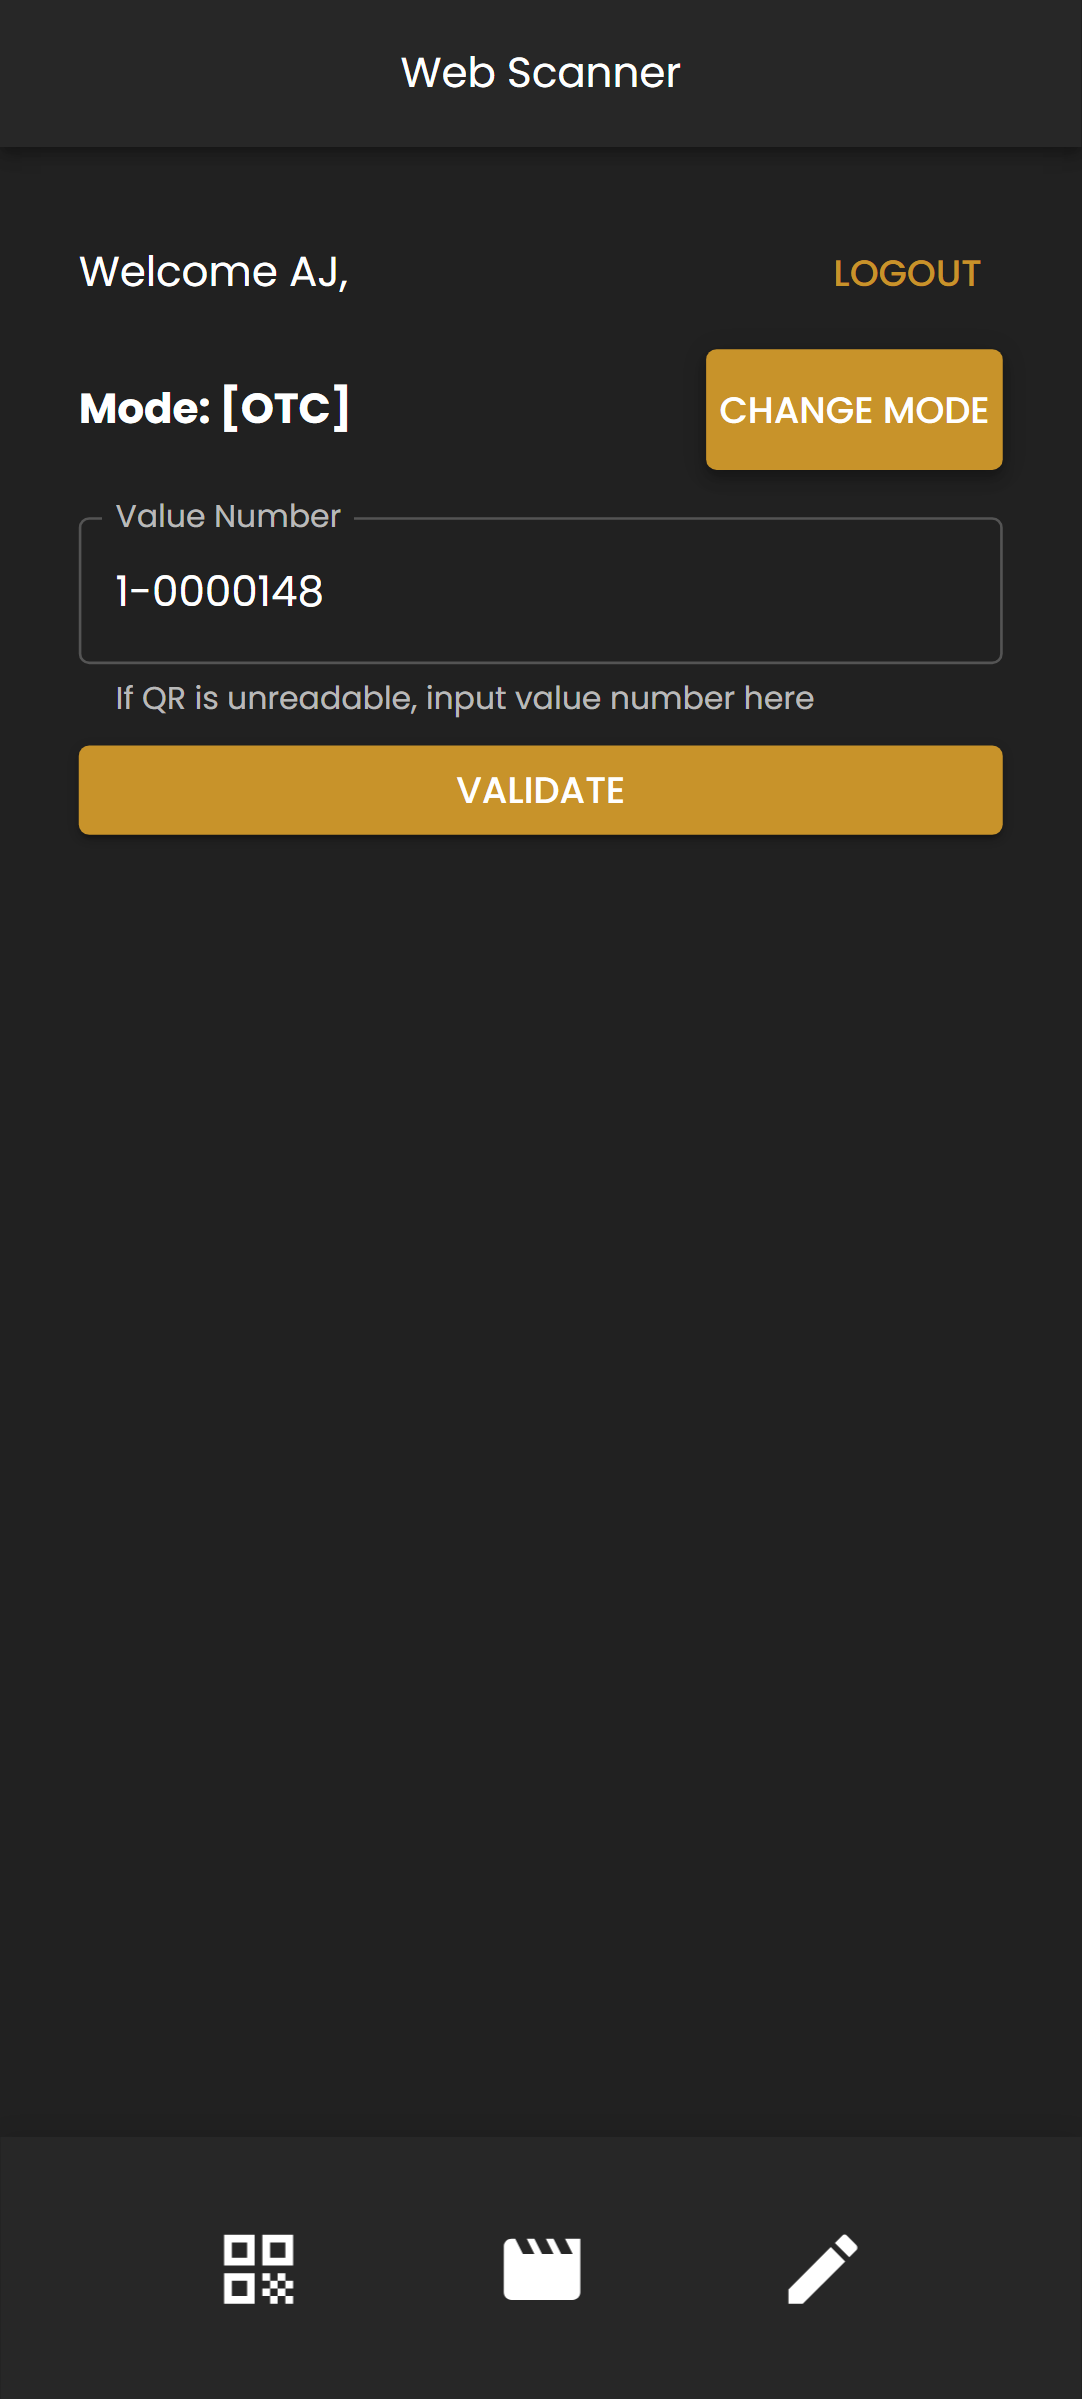 Web Scanner
Welcome AJ,
LOGOUT
Mode: [OTC]
CHANGE MODE
Value Number
1-0000148
If QR is unreadable, input value number here
VALIDATE